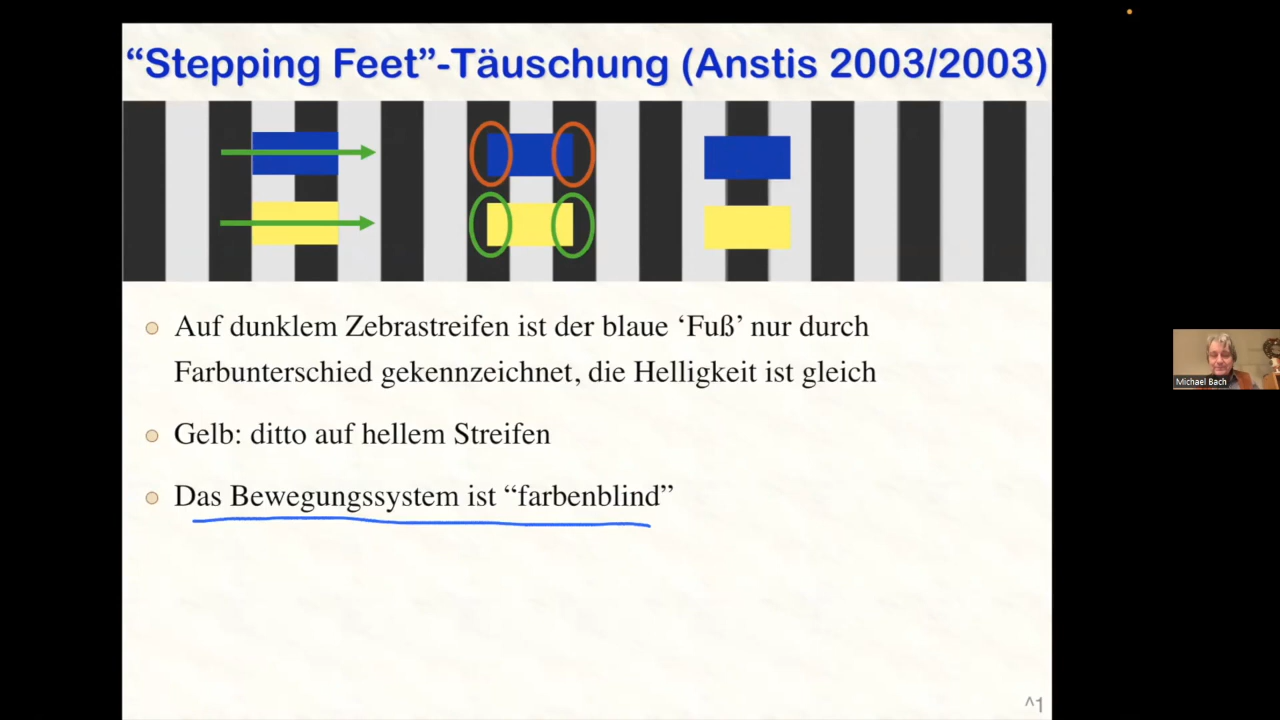 “Stepping Feet”-Täuschung (Anstis 2003/2003)
Auf dunklem Zebrastreifen ist der blaue ‘Fuß’ nur durch
Farbunterschied gekennzeichnet, die Helligkeit ist gleich
Gelb: ditto auf hellem Streifen
Das Bewegungssystem ist “farbenblind”
Michael Bach
^1